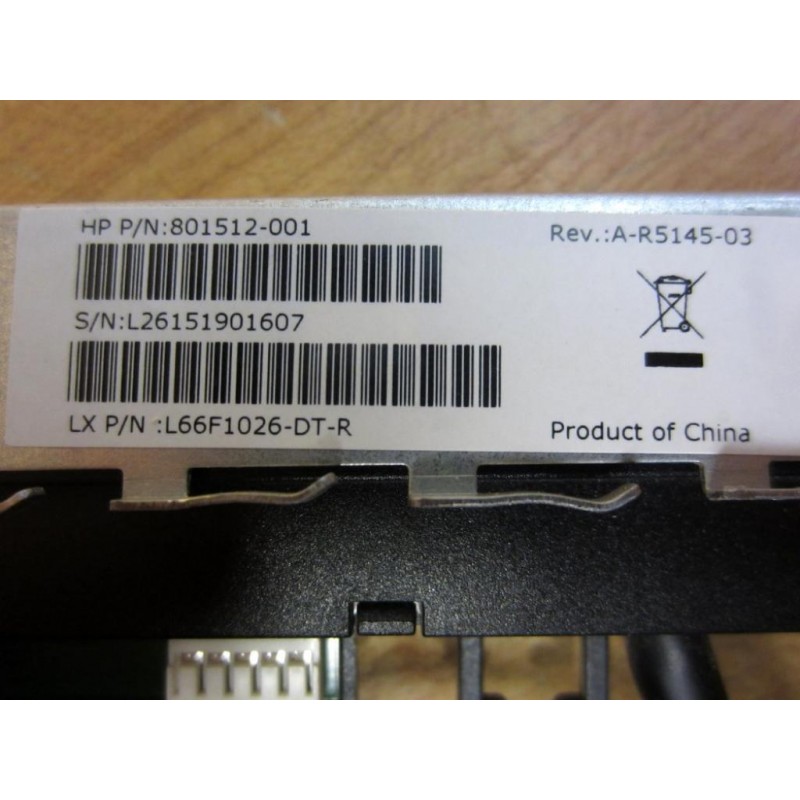 HP P/N:801512-001
Rev.:A-R5145-03
S/N:L26151901607
LX P/N :L66F1026-DT-R
Product of China